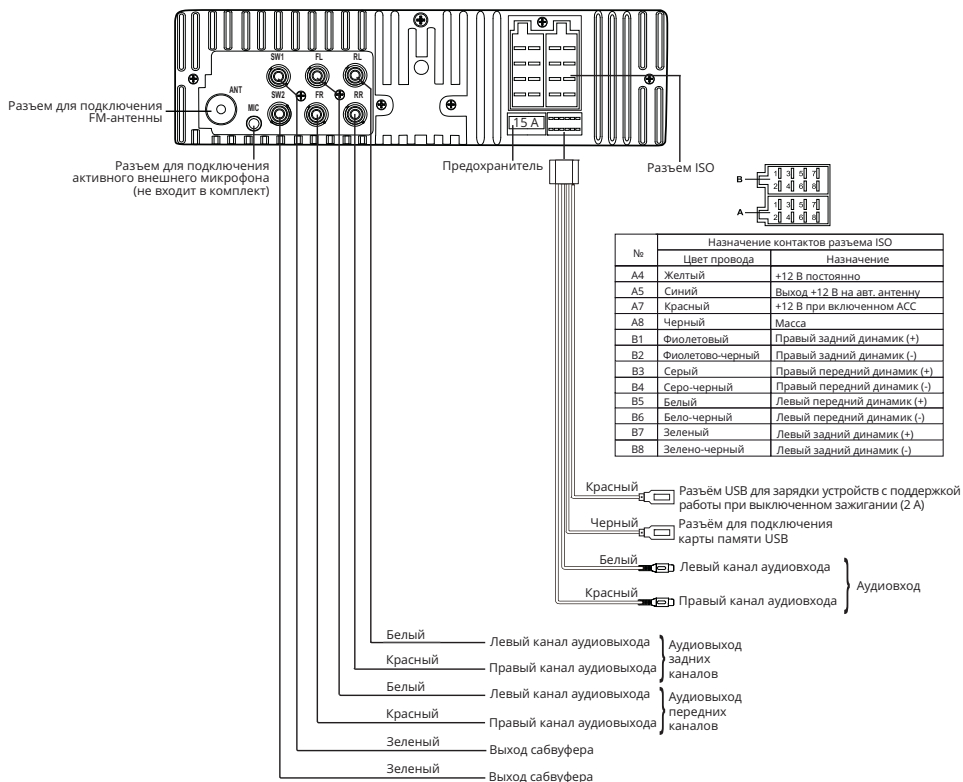 SW1
FL
RL
ANT
SW2
FR
RR
MIC
15 A
Разъем для подключения
FM-антенны
Разъем для подключения
активного внешнего микрофона
(не входит в комплект)
Предохранитель
Разъем ISO
B
1 3 5 7
2 4 6 8
A
1 3 5 7
2 4 6 8
№ Назначение контактов разъема ISO
Цвет провода Назначение
A4 Желтый +12 В постоянно
A5 Синий Выход +12 В на авт. антенну
A7 Красный +12 В при включенном ACC
A8 Черный Масса
B1 Фиолетовый Правый задний динамик (+)
B2 Фиолетово-черный Правый задний динамик (-)
B3 Серый Правый передний динамик (+)
B4 Серо-черный Правый передний динамик (-)
B5 Белый Левый передний динамик (+)
B6 Бело-черный Левый передний динамик (-)
B7 Зеленый Левый задний динамик (+)
B8 Зелено-черный Левый задний динамик (-)
Красный
Разъём USB для зарядки устройств с поддержкой
работы при выключенном зажигании (2 А)
Черный
Разъём для подключения
карты памяти USB
Белый
Левый канал аудиовхода
Красный
Правый канал аудиовхода
Аудиовход
Белый
Левый канал аудиовыхода
Красный
Правый канал аудиовыхода
Аудиовыход
задних
каналов
Белый
Левый канал аудиовыхода
Красный
Правый канал аудиовыхода
Аудиовыход
передних
каналов
Зеленый
Выход сабвуфера
Зеленый
Выход сабвуфера